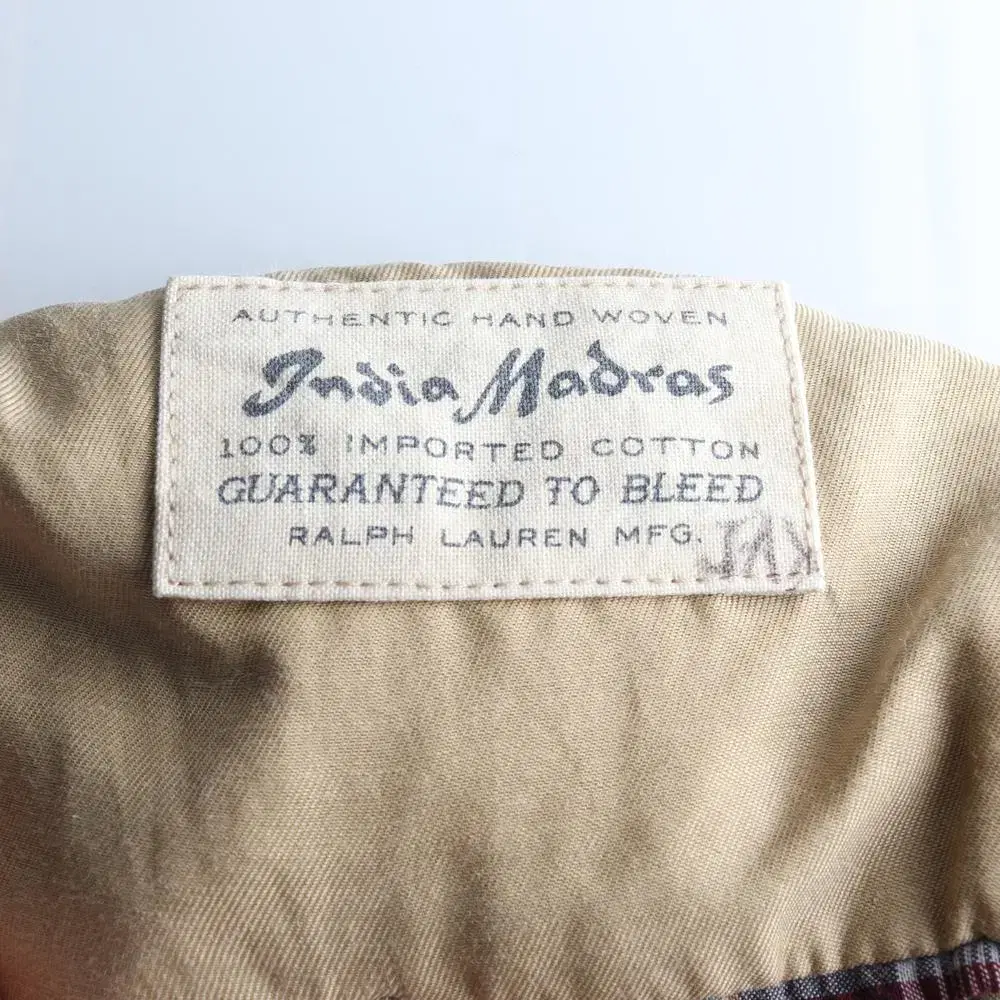 AUTHENTIC HAND WOVEN
India Madras
100% IMPORTED COTTON
GUARANTEED TO BLEED
RALPH LAUREN MFG.